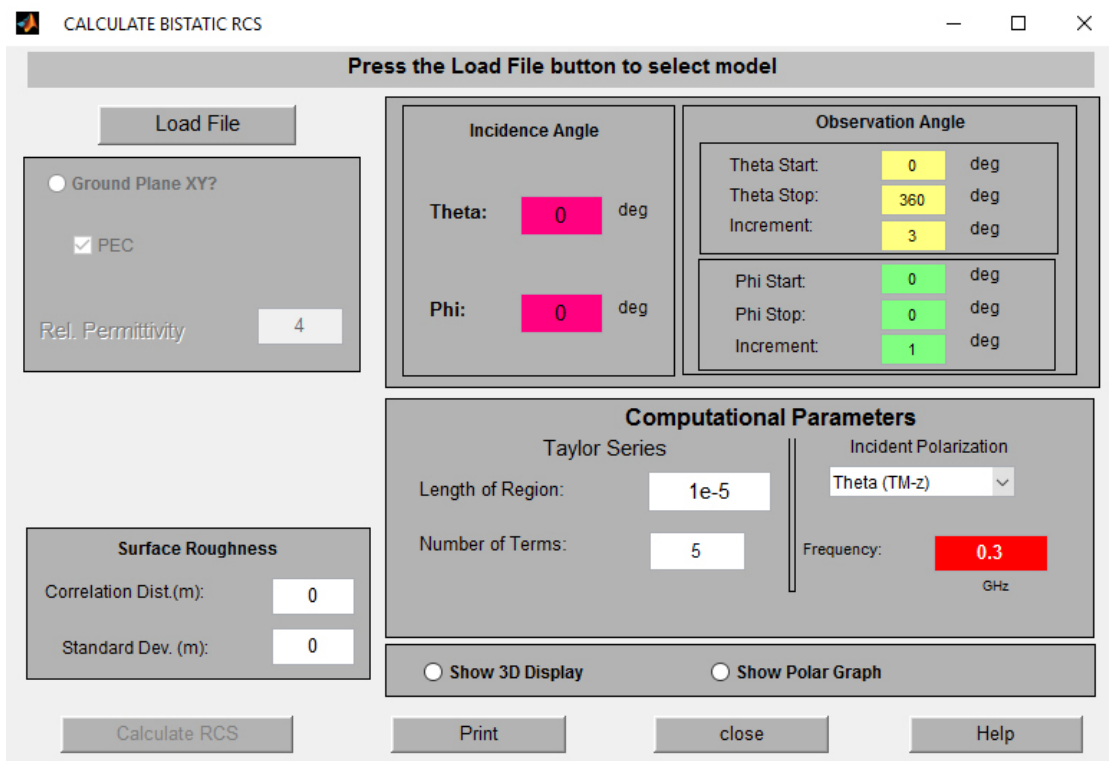 CALCULATE BISTATIC RCS
Press the Load File button to select model
Load File
Ground Plane XY?
PEC
Rel. Permittivity 4
Incidence Angle
Theta: 0 deg
Phi: 0 deg
Observation Angle
Theta Start: 0 deg
Theta Stop: 360 deg
Increment: 3 deg
Phi Start: 0 deg
Phi Stop: 0 deg
Increment: 1 deg
Computational Parameters
Taylor Series
Length of Region: 1e-5
Number of Terms: 5
Incident Polarization
Theta (TM-z)
Frequency: 0.3
GHz
Surface Roughness
Correlation Dist.(m): 0
Standard Dev. (m): 0
Show 3D Display
Show Polar Graph
Calculate RCS
Print
close
Help